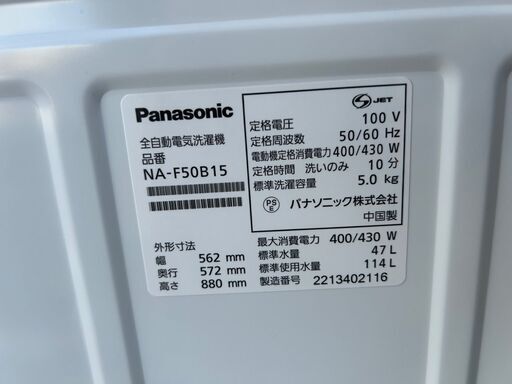 Panasonic
全自動電気洗濯機
品番
NA-F50B15
外形寸法
幅 562 mm
奥行 572 mm
高さ 880 mm
S JET
定格電圧 100 V
定格周波数 50/60 Hz
電動機定格消費電力 400/430 W
定格時間 洗いのみ 10 分
標準洗濯容量 5.0 kg
PS
E
パナソニック株式会社
中国製
最大消費電力 400/430 W
標準水量 47 L
標準使用水量 114 L
製造番号 2213402116